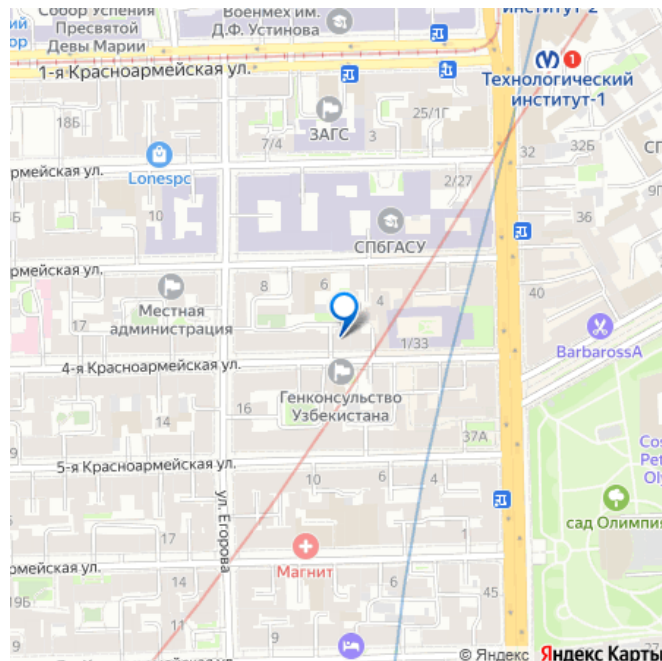 Собор Успения
Пресвятой
Девы Марии
Военмех им.
Д.Ф. Устинова
институт-2
1-я Красноармейская ул.
Технологический
институт-1
1
18Б
7/4
ЗАГС
3
25/1Г
32
32Б
Lonespc
армейская ул.
10
2/27
СПбГАСУ
36
армейская ул.
8
6
4
40
Местная
администрация
17
1/33
BarbarossA
4-я Красноармейская ул.
Генконсульство
Узбекистана
16
14
37А
5-я Красноармейская ул.
10
6
4
ул. Егорова
сад Олимпия
17
Магнит
1
рмейская ул.
14
6
19Б
11
© Яндекс Яндекс Карты